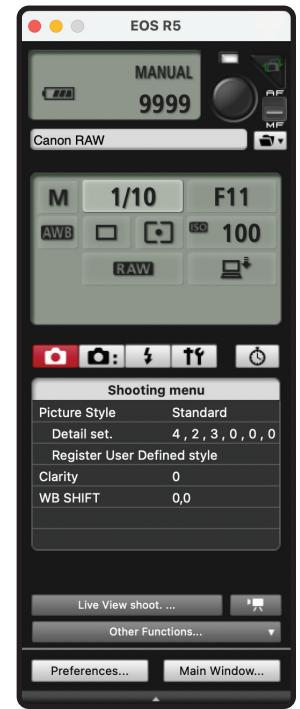 EOS R5
MANUAL
9999
AF
MF
Canon RAW
M 1/10 F11
AWB ISO 100
RAW
Shooting menu
Picture Style Standard
Detail set. 4 , 2 , 3 , 0 , 0 , 0
Register User Defined style
Clarity 0
WB SHIFT 0,0
Live View shoot. ...
Other Functions...
Preferences... Main Window...